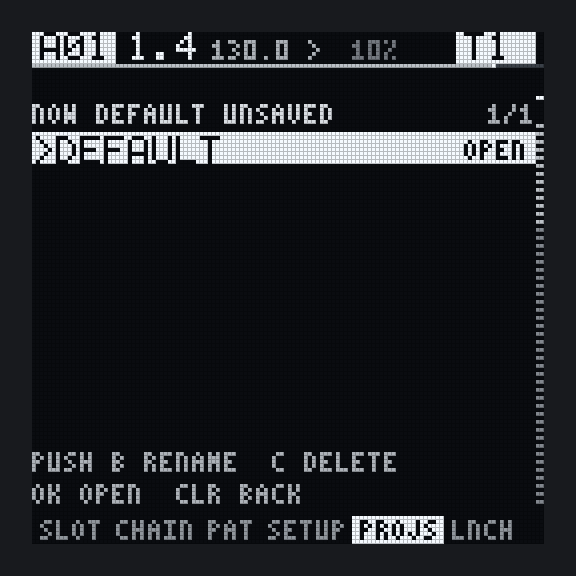 A01 1.4 130.0 > 10% T1
NOW DEFAULT UNSAVED 1/1
>DEFAULT OPEN
PUSH B RENAME C DELETE
OK OPEN CLR BACK
SLOT CHAIN PAT SETUP PROJS LNCH